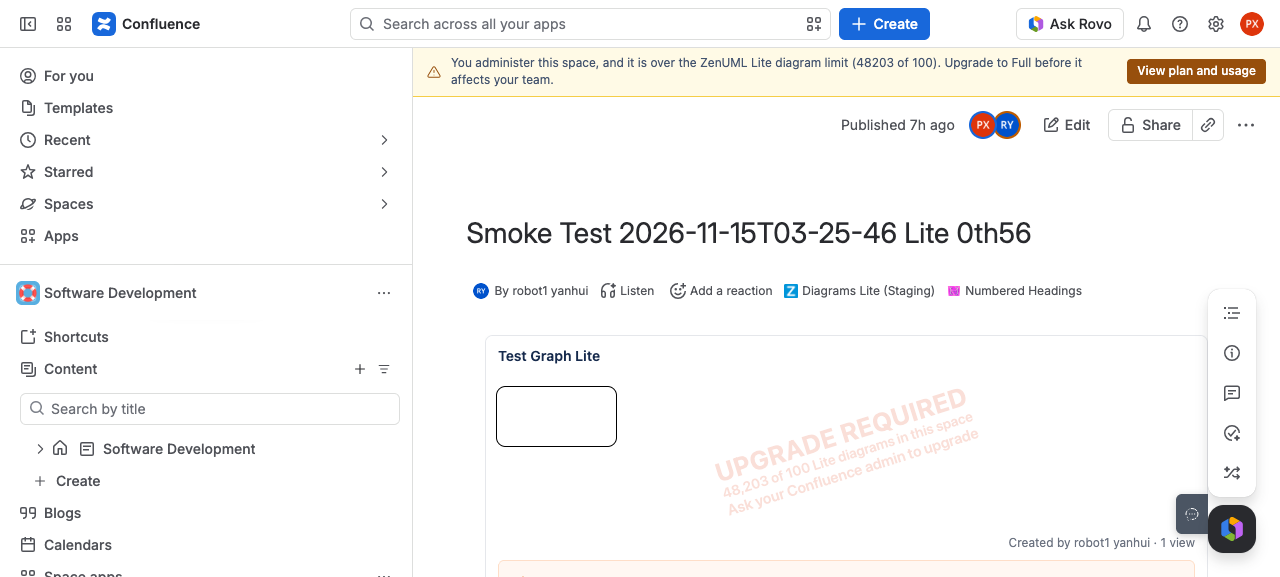 Confluence
Search across all your apps
Create
Ask Rovo
PX
For you
Templates
Recent
Starred
Spaces
Apps
Software Development
Shortcuts
Content
Search by title
Software Development
Create
Blogs
Calendars
Space apps
You administer this space, and it is over the ZenUML Lite diagram limit (48203 of 100). Upgrade to Full before it
affects your team.
View plan and usage
Published 7h ago
PX
RY
Edit
Share
Smoke Test 2026-11-15T03-25-46 Lite 0th56
RY
By robot1 yanhui
Listen
Add a reaction
Z
Diagrams Lite (Staging)
Numbered Headings
Test Graph Lite
UPGRADE REQUIRED
48,203 of 100 Lite diagrams in this space
Ask your Confluence admin to upgrade
Created by robot1 yanhui · 1 view